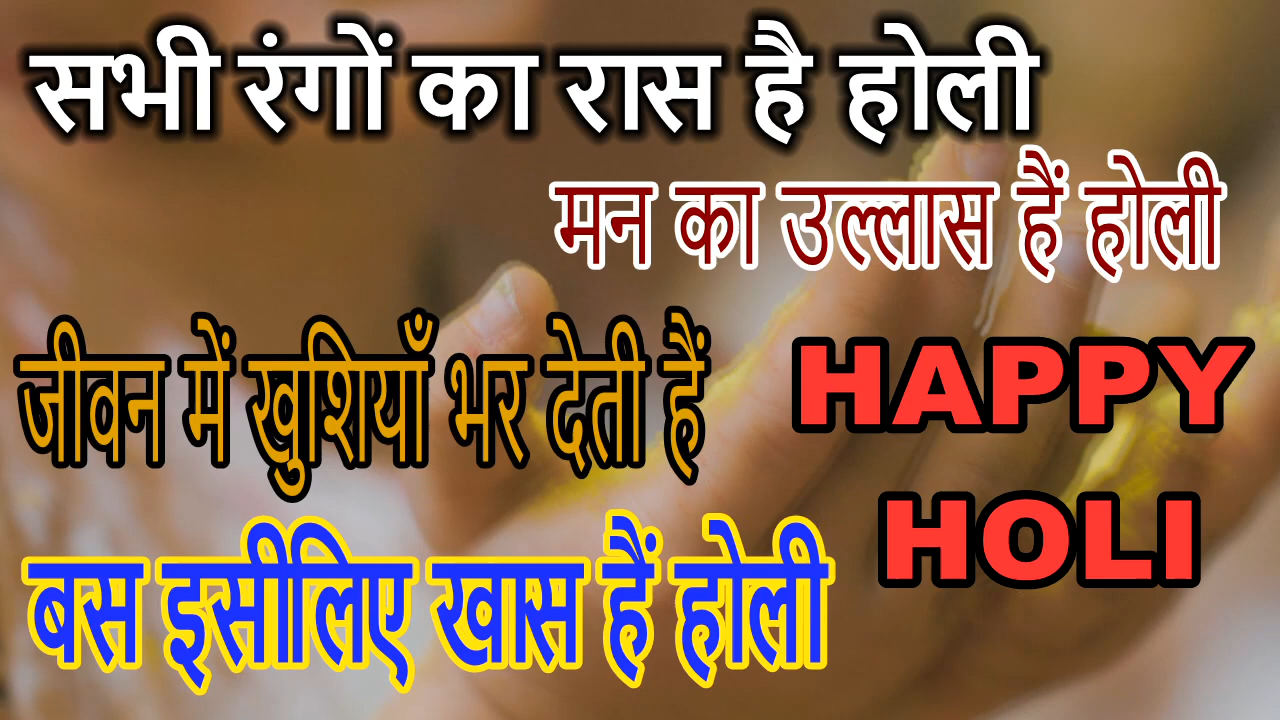 सभी रंगों का रास है होली
मन का उल्लास हैं होली
जीवन में खुशियाँ भर देती हैं
बस इसीलिए खास हैं होली
HAPPY
HOLI